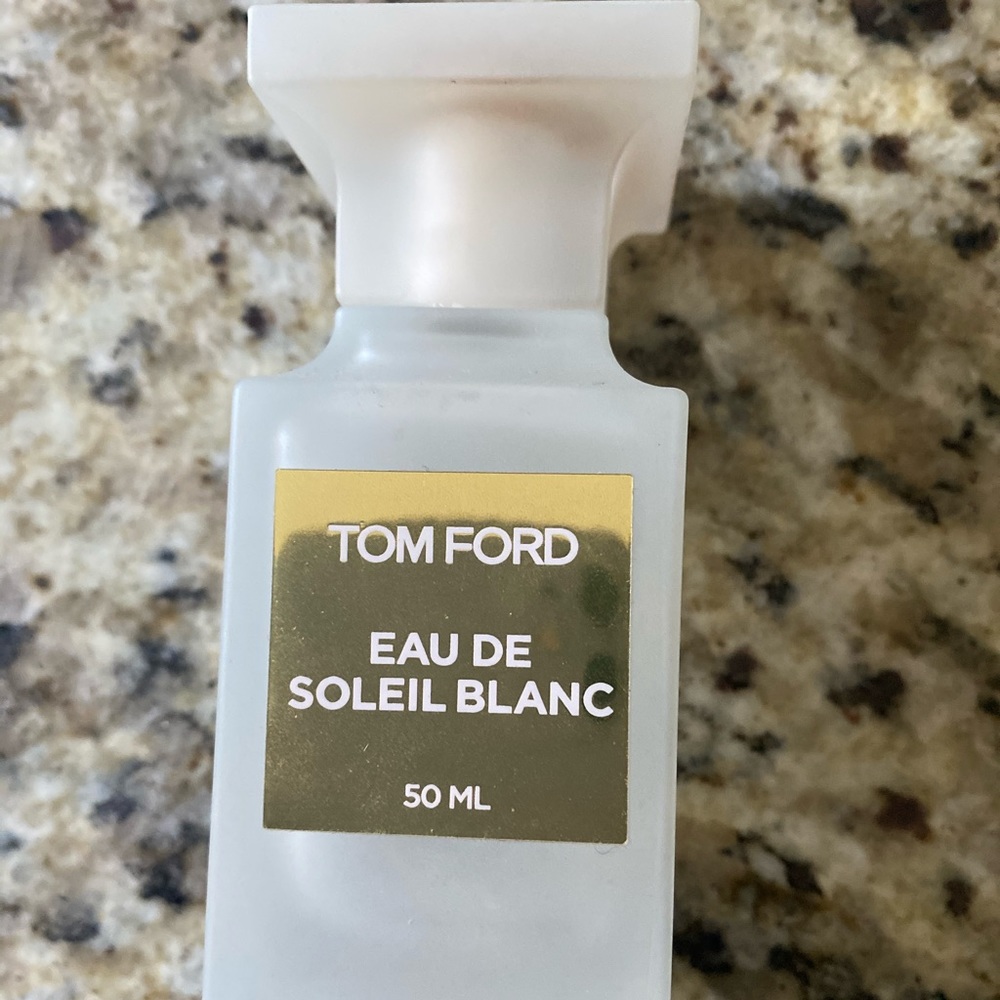 TOM FORD
EAU DE
SOLEIL BLANC
50 ML